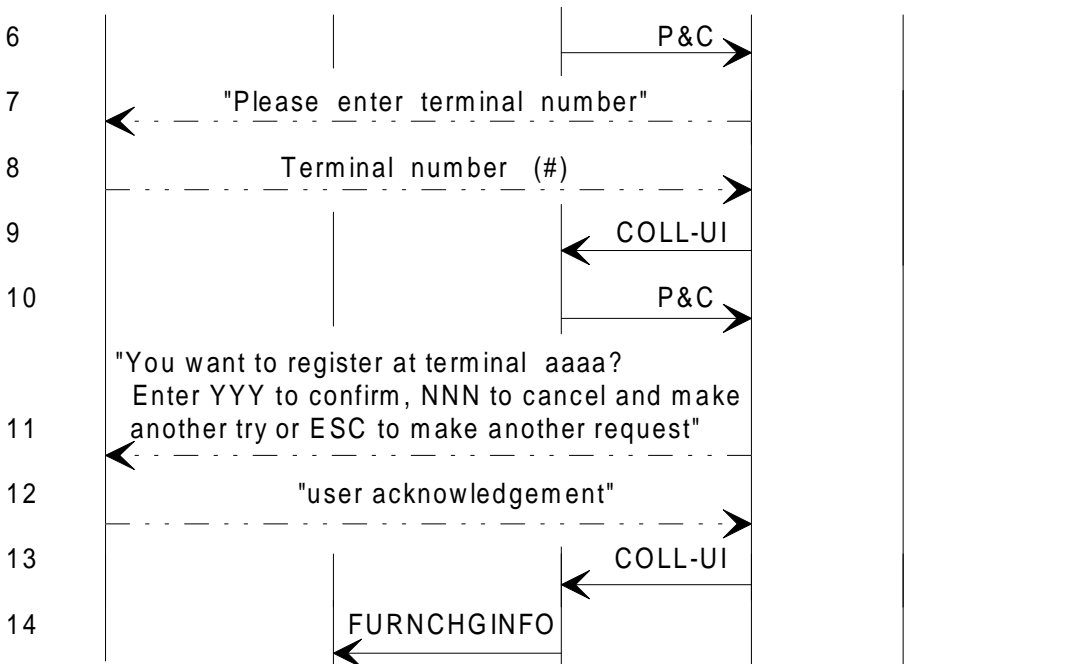 6
P&C
7
"Please enter terminal number"
8
Terminal number (#)
9
COLL-UI
10
P&C
"You want to register at terminal aaaa?
Enter YYY to confirm, NNN to cancel and make
11
another try or ESC to make another request"
12
"user acknowledgement"
13
COLL-UI
14
FURNCHGINFO